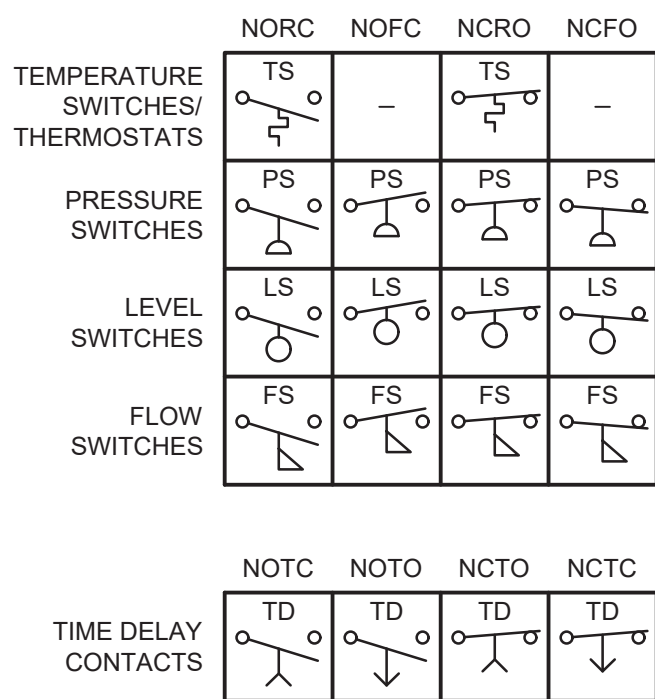 NORC NOFC NCRO NCFO
TEMPERATURE
SWITCHES/
THERMOSTATS
TS – TS –
PRESSURE
SWITCHES
PS PS PS PS
LEVEL
SWITCHES
LS LS LS LS
FLOW
SWITCHES
FS FS FS FS
NOTC NOTO NCTO NCTC
TIME DELAY
CONTACTS
TD TD TD TD